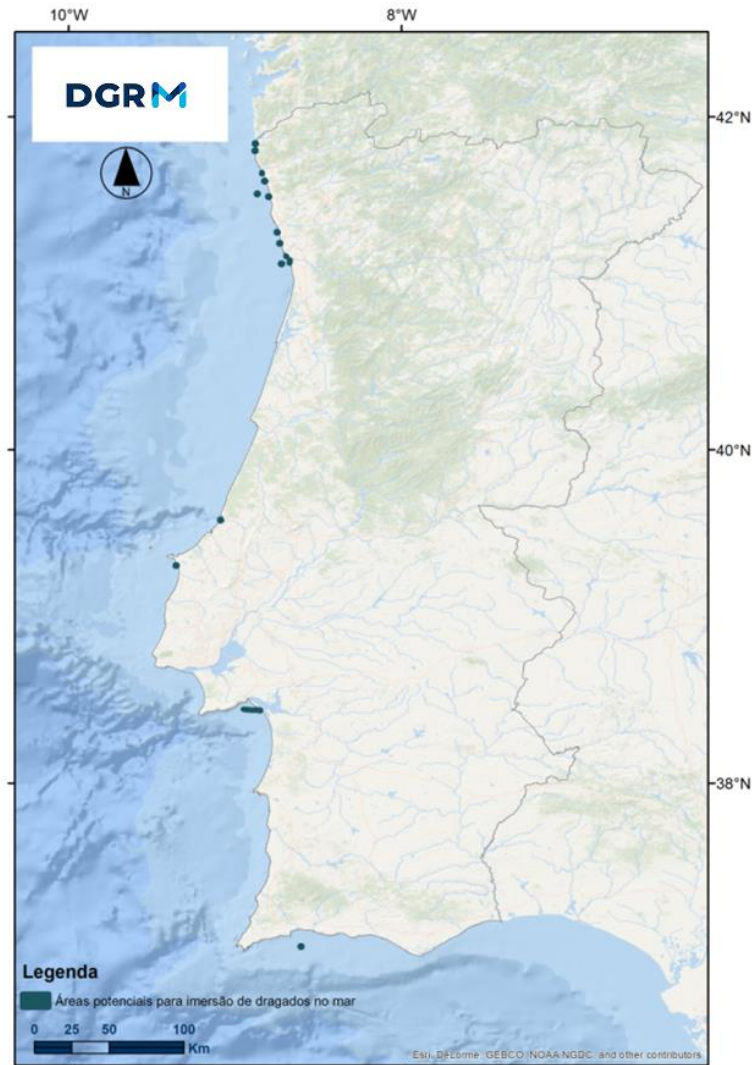 10°W 8°W
DGRM
42°N
N
40°N
38°N
Legenda
Áreas potenciais para imersão de dragados no mar
0 25 50 100
Km
Esri, DeLorme, GEBCO, NOAA NGDC, and other contributors